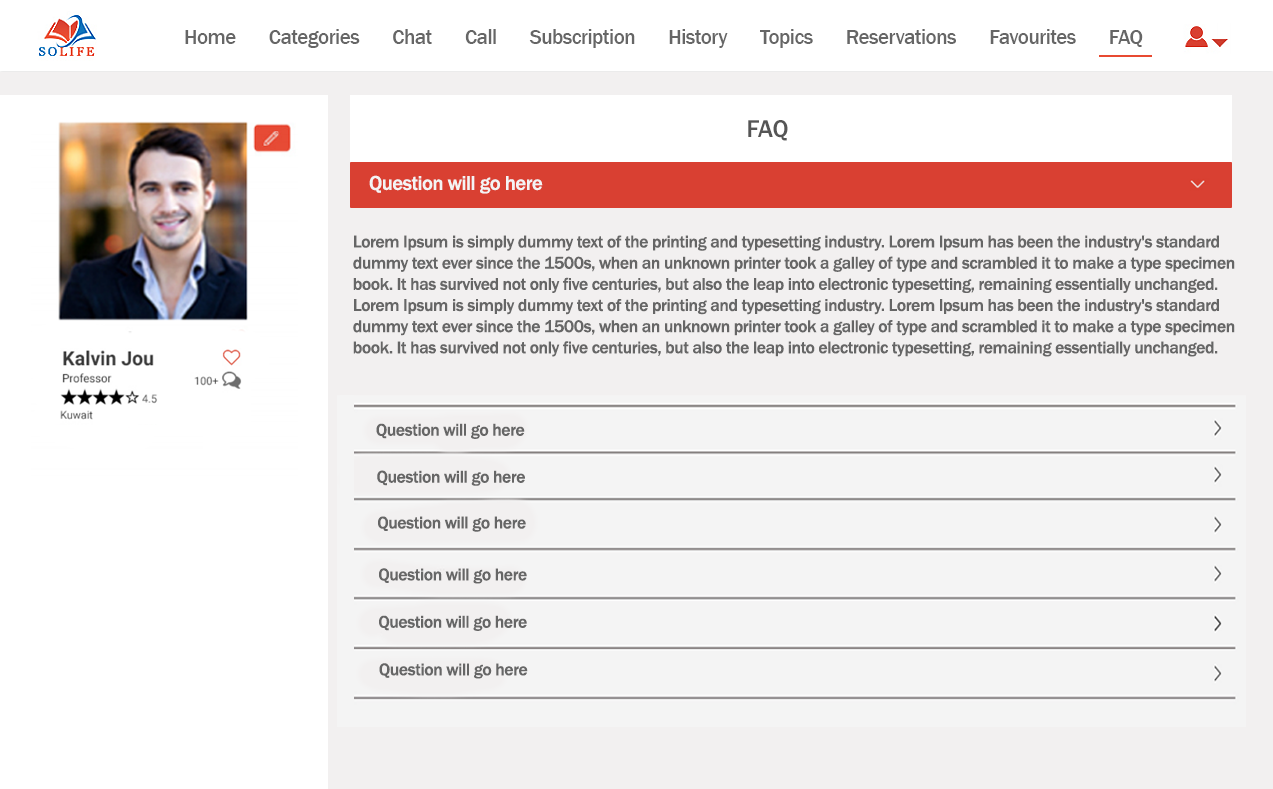 SOLIFE
Home Categories Chat Call Subscription History Topics Reservations Favourites FAQ
Kalvin Jou
Professor
100+
4.5
Kuwait
FAQ
Question will go here
Lorem Ipsum is simply dummy text of the printing and typesetting industry. Lorem Ipsum has been the industry's standard
dummy text ever since the 1500s, when an unknown printer took a galley of type and scrambled it to make a type specimen
book. It has survived not only five centuries, but also the leap into electronic typesetting, remaining essentially unchanged.
Lorem Ipsum is simply dummy text of the printing and typesetting industry. Lorem Ipsum has been the industry's standard
dummy text ever since the 1500s, when an unknown printer took a galley of type and scrambled it to make a type specimen
book. It has survived not only five centuries, but also the leap into electronic typesetting, remaining essentially unchanged.
Question will go here
Question will go here
Question will go here
Question will go here
Question will go here
Question will go here